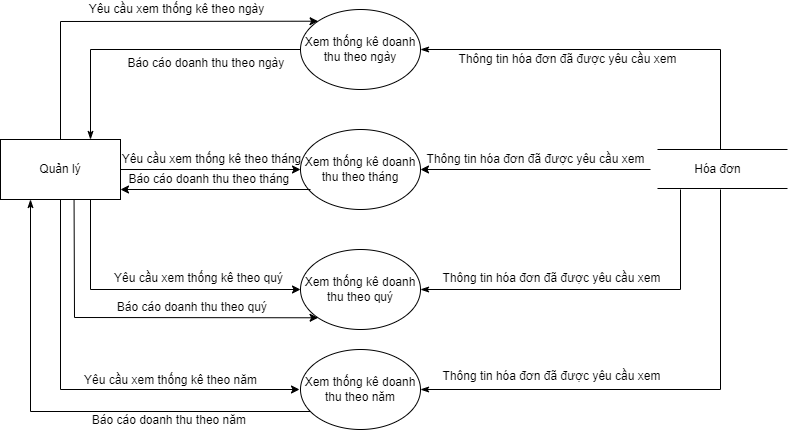 Yêu cầu xem thống kê theo ngày
Xem thống kê doanh
thu theo ngày
Báo cáo doanh thu theo ngày
Thông tin hóa đơn đã được yêu cầu xem
Quản lý
Yêu cầu xem thống kê theo tháng
Báo cáo doanh thu theo tháng
Xem thống kê doanh
thu theo tháng
Thông tin hóa đơn đã được yêu cầu xem
Hóa đơn
Yêu cầu xem thống kê theo quý
Báo cáo doanh thu theo quý
Xem thống kê doanh
thu theo quý
Thông tin hóa đơn đã được yêu cầu xem
Yêu cầu xem thống kê theo năm
Báo cáo doanh thu theo năm
Xem thống kê doanh
thu theo năm
Thông tin hóa đơn đã được yêu cầu xem